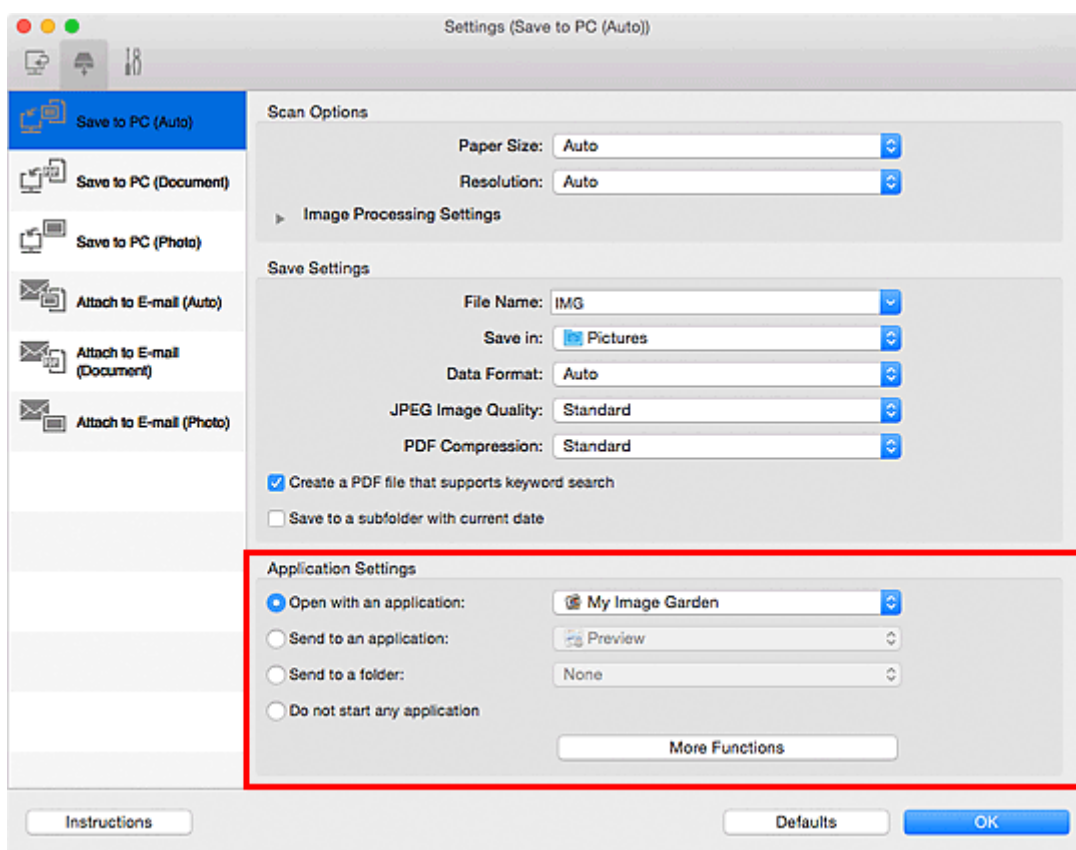 Settings (Save to PC (Auto))
Save to PC (Auto)
Save to PC (Document)
Save to PC (Photo)
Attach to E-mail (Auto)
Attach to E-mail
(Document)
Attach to E-mail (Photo)
Scan Options
Paper Size: Auto
Resolution: Auto
Image Processing Settings
Save Settings
File Name: IMG
Save in: Pictures
Data Format: Auto
JPEG Image Quality: Standard
PDF Compression: Standard
Create a PDF file that supports keyword search
Save to a subfolder with current date
Application Settings
Open with an application: My Image Garden
Send to an application: Preview
Send to a folder: None
Do not start any application
More Functions
Instructions Defaults OK